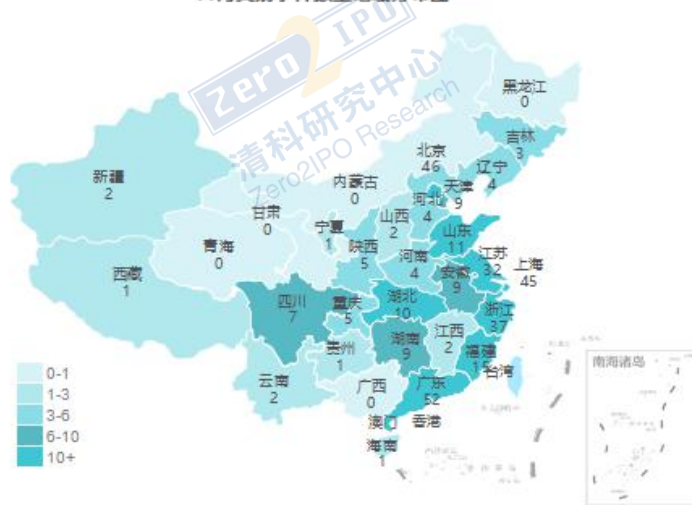 Zero2IPO
清科研究中心
Zero2IPO Research
黑龙江
0
吉林
3
辽宁
4
北京
46
天津
9
河北
4
内蒙古
0
新疆
2
甘肃
0
宁夏
1
山西
2
山东
11
青海
0
陕西
5
河南
4
江苏
32
上海
45
安徽
9
西藏
1
四川
7
重庆
5
湖北
10
浙江
37
湖南
9
江西
2
贵州
1
福建
15
台湾
云南
2
广西
0
广东
52
澳门
香港
海南
1
南海诸岛
0-1
1-3
3-6
6-10
10+